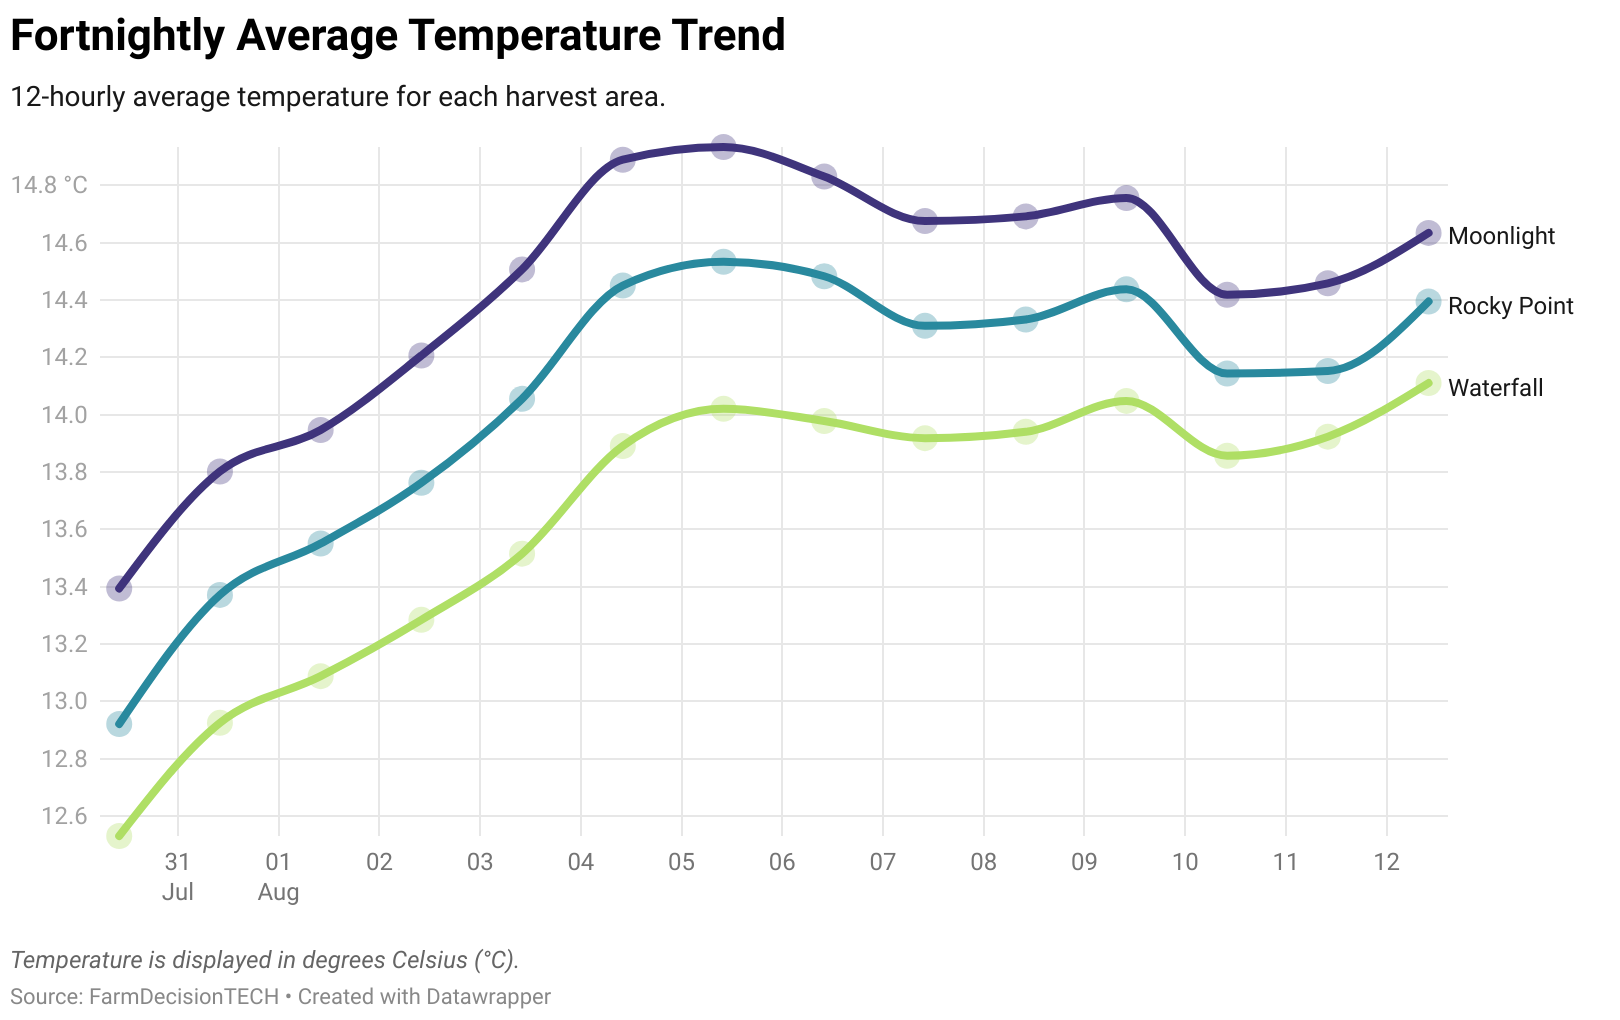 Fortnightly Average Temperature Trend
12-hourly average temperature for each harvest area.
14.8 °C
14.6
14.4
14.2
14.0
13.8
13.6
13.4
13.2
13.0
12.8
12.6
Moonlight
Rocky Point
Waterfall
31 01 02 03 04 05 06 07 08 09 10 11 12
Jul Aug
Temperature is displayed in degrees Celsius (°C).
Source: FarmDecisionTECH • Created with Datawrapper